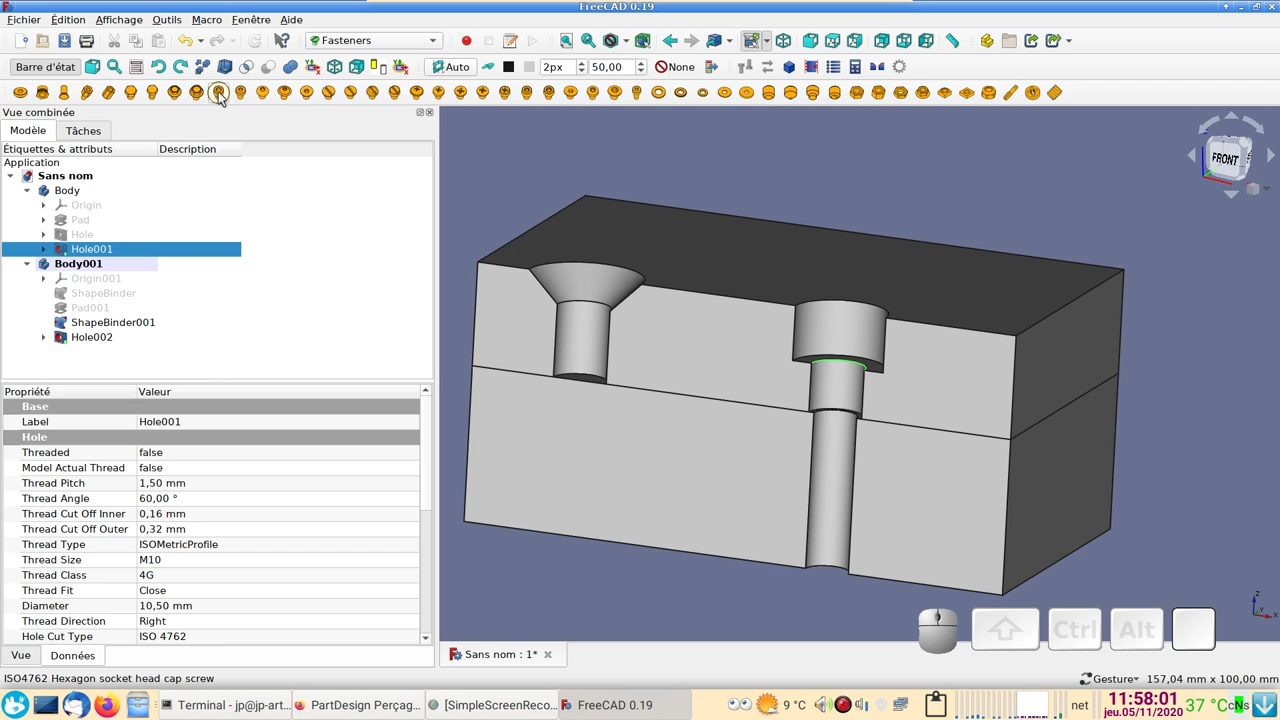 FreeCAD 0.19
Fichier Édition Affichage Outils Macro Fenêtre Aide
Fasteners
Barre d'état Auto 2px 50,00 None
Vue combinée
Modèle Tâches
Étiquettes & attributs Description
Application
Sans nom
Body
Origin
Pad
Hole
Hole001
Body001
Origin001
ShapeBinder
Pad001
ShapeBinder001
Hole002
Propriété Valeur
Base
Label Hole001
Hole
Threaded false
Model Actual Thread false
Thread Pitch 1,50 mm
Thread Angle 60,00 °
Thread Cut Off Inner 0,16 mm
Thread Cut Off Outer 0,32 mm
Thread Type ISOMetricProfile
Thread Size M10
Thread Class 4G
Thread Fit Close
Diameter 10,50 mm
Thread Direction Right
Hole Cut Type ISO 4762
Vue Données
FRONT
Ctrl Alt
Z
Y
X
Sans nom : 1*
ISO4762 Hexagon socket head cap screw
Gesture 157,04 mm x 100,00 mm
Terminal - jp@jp-art... PartDesign Perçag... [SimpleScreenReco... FreeCAD 0.19
9 °C
net
11:58:01
jeu.05/11/2020
37 °C